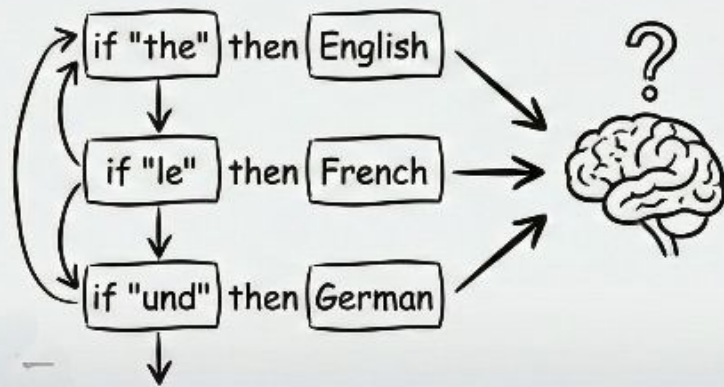 if "the" then English
?
if "le" then French
if "und" then German